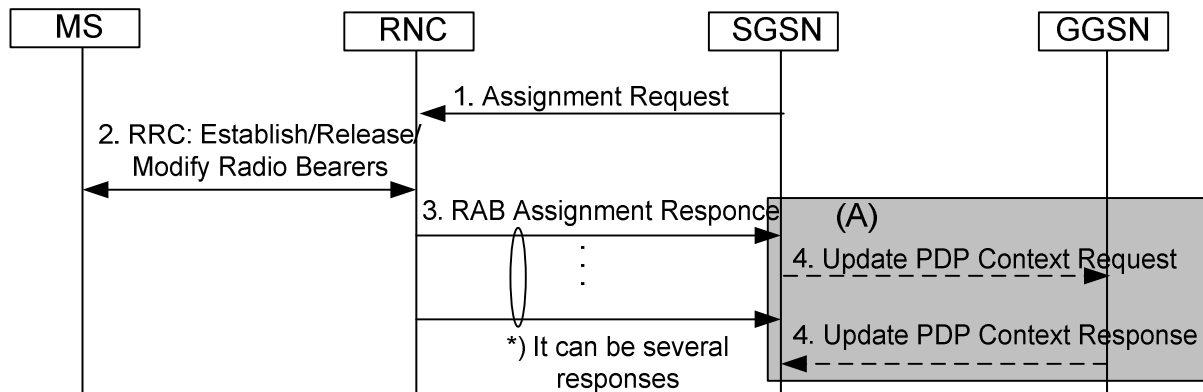 MS
RNC
SGSN
GGSN
1. Assignment Request
2. RRC: Establish/Release/
Modify Radio Bearers
3. RAB Assignment Responce
(A)
4. Update PDP Context Request
4. Update PDP Context Response
*) It can be several
responses